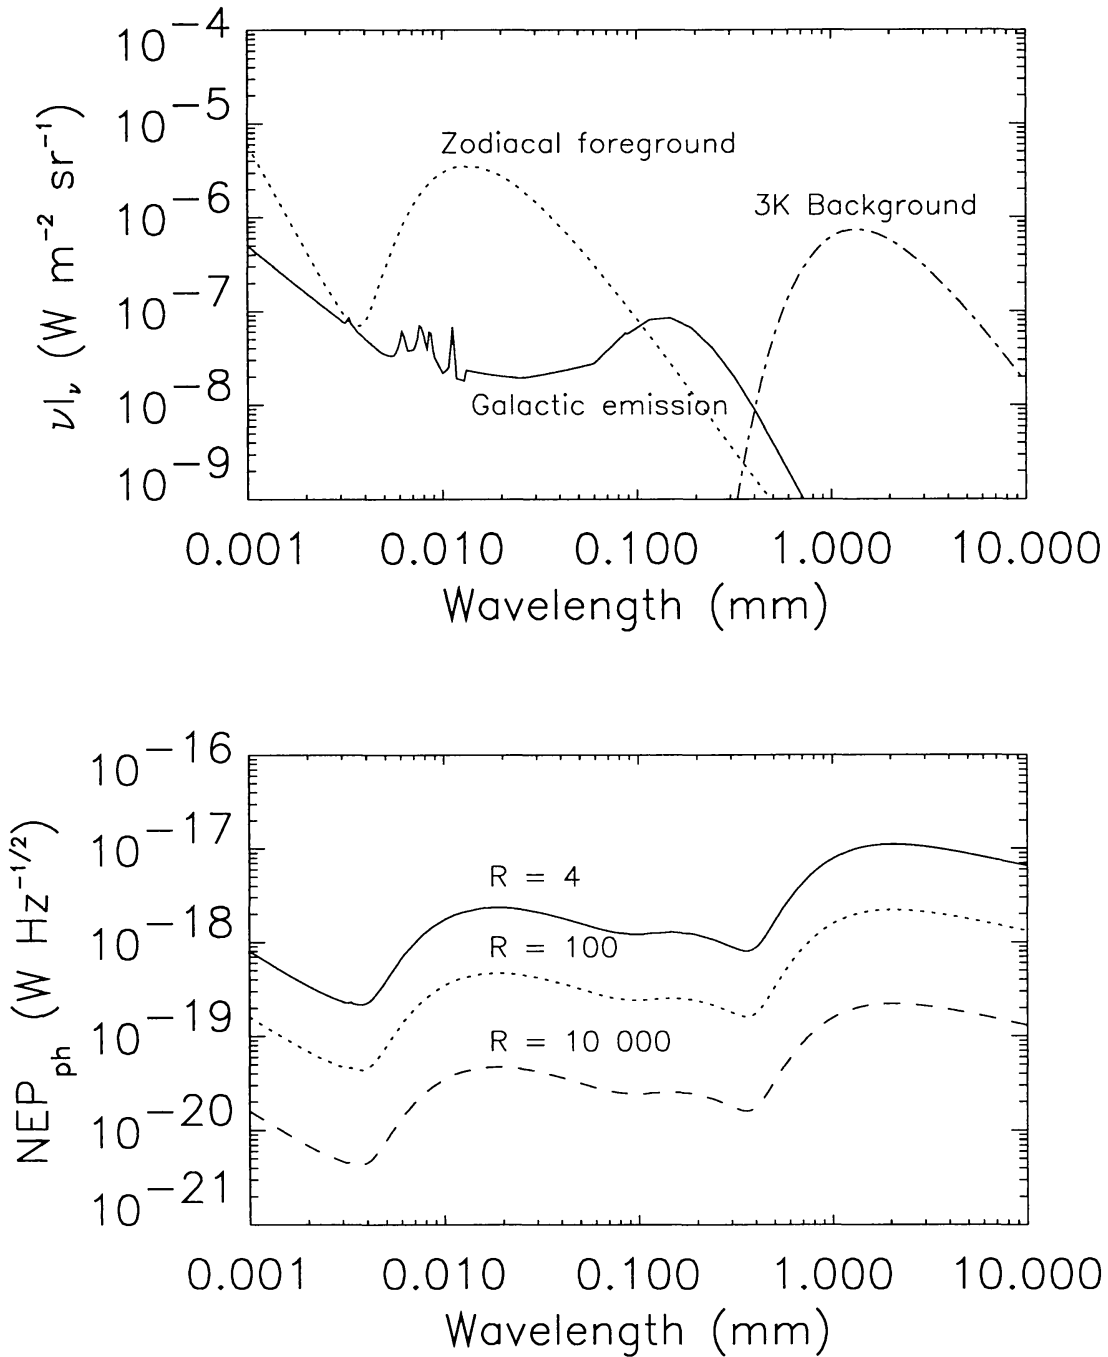 10−4
10−5
10−6
10−7
10−8
10−9
νIν (W m−2 sr−1)
Zodiacal foreground
3K Background
Galactic emission
0.001 0.010 0.100 1.000 10.000
Wavelength (mm)
10−16
10−17
10−18
10−19
10−20
10−21
NEPph (W Hz−1/2)
R = 4
R = 100
R = 10 000
0.001 0.010 0.100 1.000 10.000
Wavelength (mm)